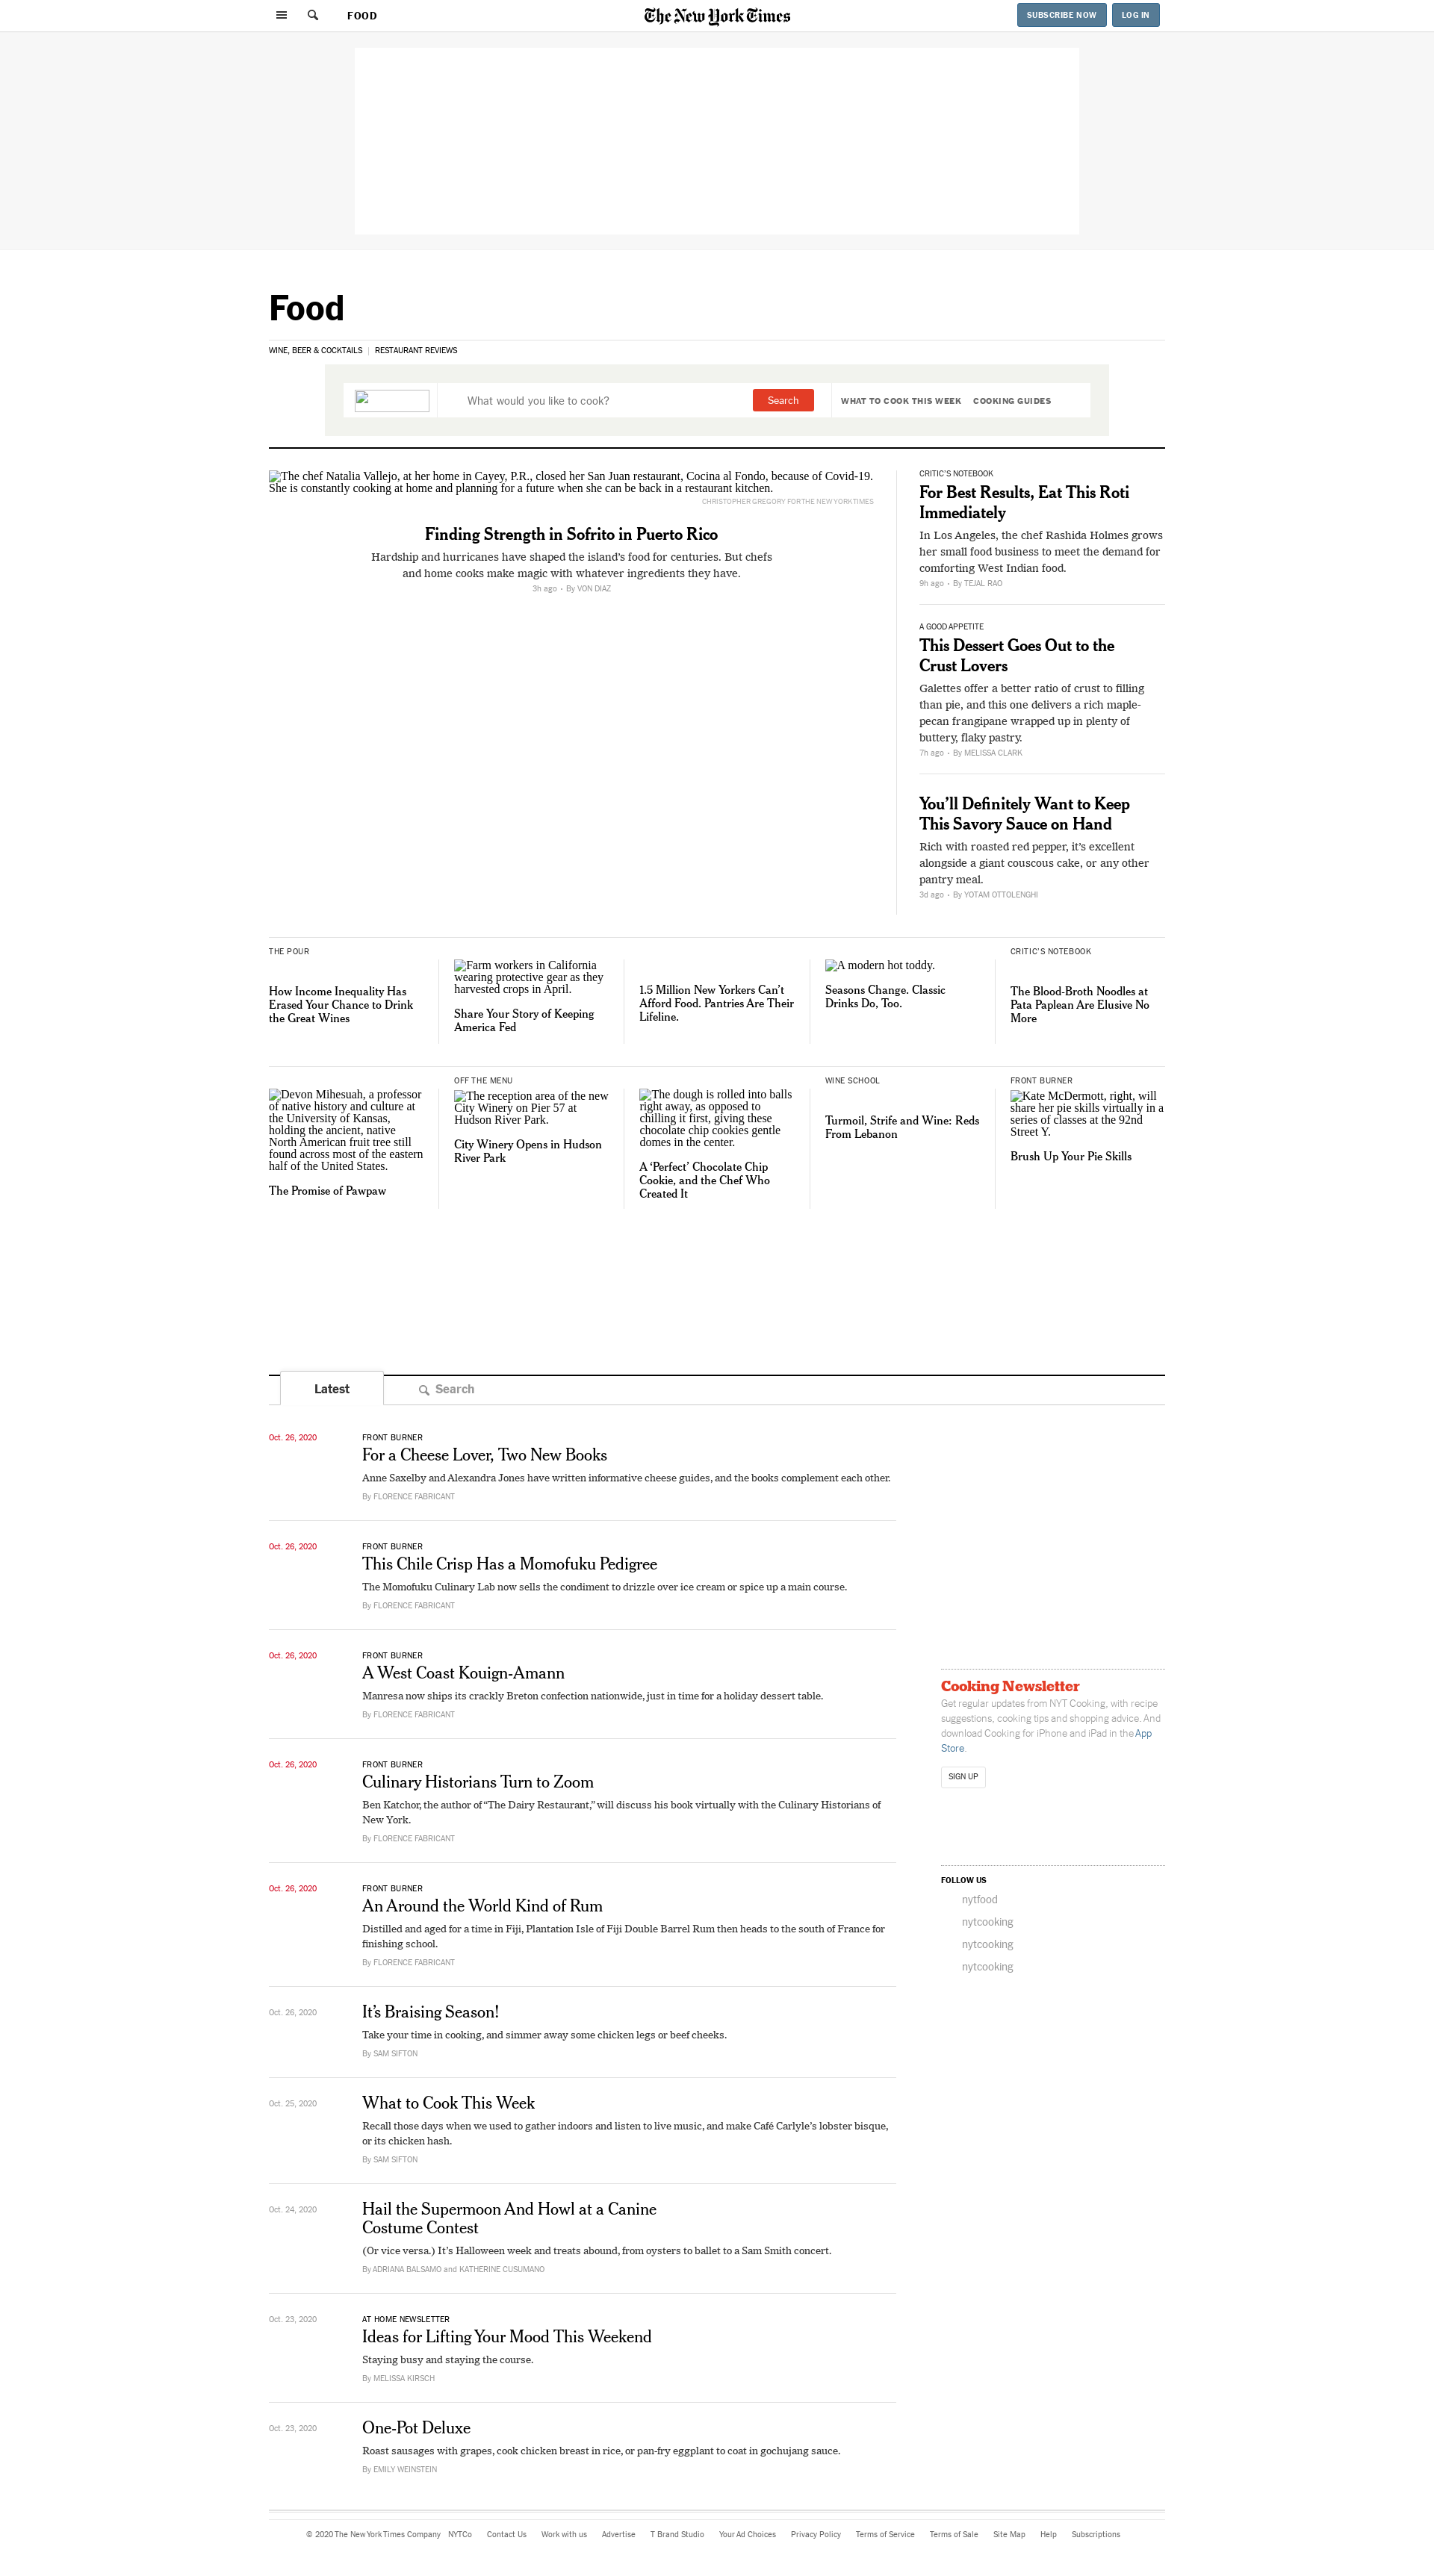 FOOD
The New York Times
SUBSCRIBE NOW
LOG IN
Food
WINE, BEER & COCKTAILS
RESTAURANT REVIEWS
What would you like to cook?
Search
WHAT TO COOK THIS WEEK
COOKING GUIDES
The chef Natalia Vallejo, at her home in Cayey, P.R., closed her San Juan restaurant, Cocina al Fondo, because of Covid-19.
She is constantly cooking at home and planning for a future when she can be back in a restaurant kitchen.
CHRISTOPHER GREGORY FOR THE NEW YORK TIMES
Finding Strength in Sofrito in Puerto Rico
Hardship and hurricanes have shaped the island’s food for centuries. But chefs
and home cooks make magic with whatever ingredients they have.
3h ago • By VON DIAZ
CRITIC’S NOTEBOOK
For Best Results, Eat This Roti
Immediately
In Los Angeles, the chef Rashida Holmes grows
her small food business to meet the demand for
comforting West Indian food.
9h ago • By TEJAL RAO
A GOOD APPETITE
This Dessert Goes Out to the
Crust Lovers
Galettes offer a better ratio of crust to filling
than pie, and this one delivers a rich maple-
pecan frangipane wrapped up in plenty of
buttery, flaky pastry.
7h ago • By MELISSA CLARK
You’ll Definitely Want to Keep
This Savory Sauce on Hand
Rich with roasted red pepper, it’s excellent
alongside a giant couscous cake, or any other
pantry meal.
3d ago • By YOTAM OTTOLENGHI
THE POUR
How Income Inequality Has
Erased Your Chance to Drink
the Great Wines
Farm workers in California
wearing protective gear as they
harvested crops in April.
Share Your Story of Keeping
America Fed
1.5 Million New Yorkers Can’t
Afford Food. Pantries Are Their
Lifeline.
A modern hot toddy.
Seasons Change. Classic
Drinks Do, Too.
CRITIC’S NOTEBOOK
The Blood-Broth Noodles at
Pata Paplean Are Elusive No
More
Devon Mihesuah, a professor
of native history and culture at
the University of Kansas,
holding the ancient, native
North American fruit tree still
found across most of the eastern
half of the United States.
The Promise of Pawpaw
OFF THE MENU
The reception area of the new
City Winery on Pier 57 at
Hudson River Park.
City Winery Opens in Hudson
River Park
The dough is rolled into balls
right away, as opposed to
chilling it first, giving these
chocolate chip cookies gentle
domes in the center.
A ‘Perfect’ Chocolate Chip
Cookie, and the Chef Who
Created It
WINE SCHOOL
Turmoil, Strife and Wine: Reds
From Lebanon
FRONT BURNER
Kate McDermott, right, will
share her pie skills virtually in a
series of classes at the 92nd
Street Y.
Brush Up Your Pie Skills
Latest
Search
Oct. 26, 2020
FRONT BURNER
For a Cheese Lover, Two New Books
Anne Saxelby and Alexandra Jones have written informative cheese guides, and the books complement each other.
By FLORENCE FABRICANT
Oct. 26, 2020
FRONT BURNER
This Chile Crisp Has a Momofuku Pedigree
The Momofuku Culinary Lab now sells the condiment to drizzle over ice cream or spice up a main course.
By FLORENCE FABRICANT
Oct. 26, 2020
FRONT BURNER
A West Coast Kouign-Amann
Manresa now ships its crackly Breton confection nationwide, just in time for a holiday dessert table.
By FLORENCE FABRICANT
Oct. 26, 2020
FRONT BURNER
Culinary Historians Turn to Zoom
Ben Katchor, the author of “The Dairy Restaurant,” will discuss his book virtually with the Culinary Historians of
New York.
By FLORENCE FABRICANT
Oct. 26, 2020
FRONT BURNER
An Around the World Kind of Rum
Distilled and aged for a time in Fiji, Plantation Isle of Fiji Double Barrel Rum then heads to the south of France for
finishing school.
By FLORENCE FABRICANT
Oct. 26, 2020
It’s Braising Season!
Take your time in cooking, and simmer away some chicken legs or beef cheeks.
By SAM SIFTON
Oct. 25, 2020
What to Cook This Week
Recall those days when we used to gather indoors and listen to live music, and make Café Carlyle’s lobster bisque,
or its chicken hash.
By SAM SIFTON
Oct. 24, 2020
Hail the Supermoon And Howl at a Canine
Costume Contest
(Or vice versa.) It’s Halloween week and treats abound, from oysters to ballet to a Sam Smith concert.
By ADRIANA BALSAMO and KATHERINE CUSUMANO
Oct. 23, 2020
AT HOME NEWSLETTER
Ideas for Lifting Your Mood This Weekend
Staying busy and staying the course.
By MELISSA KIRSCH
Oct. 23, 2020
One-Pot Deluxe
Roast sausages with grapes, cook chicken breast in rice, or pan-fry eggplant to coat in gochujang sauce.
By EMILY WEINSTEIN
Cooking Newsletter
Get regular updates from NYT Cooking, with recipe
suggestions, cooking tips and shopping advice. And
download Cooking for iPhone and iPad in the App
Store.
SIGN UP
FOLLOW US
nytfood
nytcooking
nytcooking
nytcooking
© 2020 The New York Times Company NYTCo Contact Us Work with us Advertise T Brand Studio Your Ad Choices Privacy Policy Terms of Service Terms of Sale Site Map Help Subscriptions